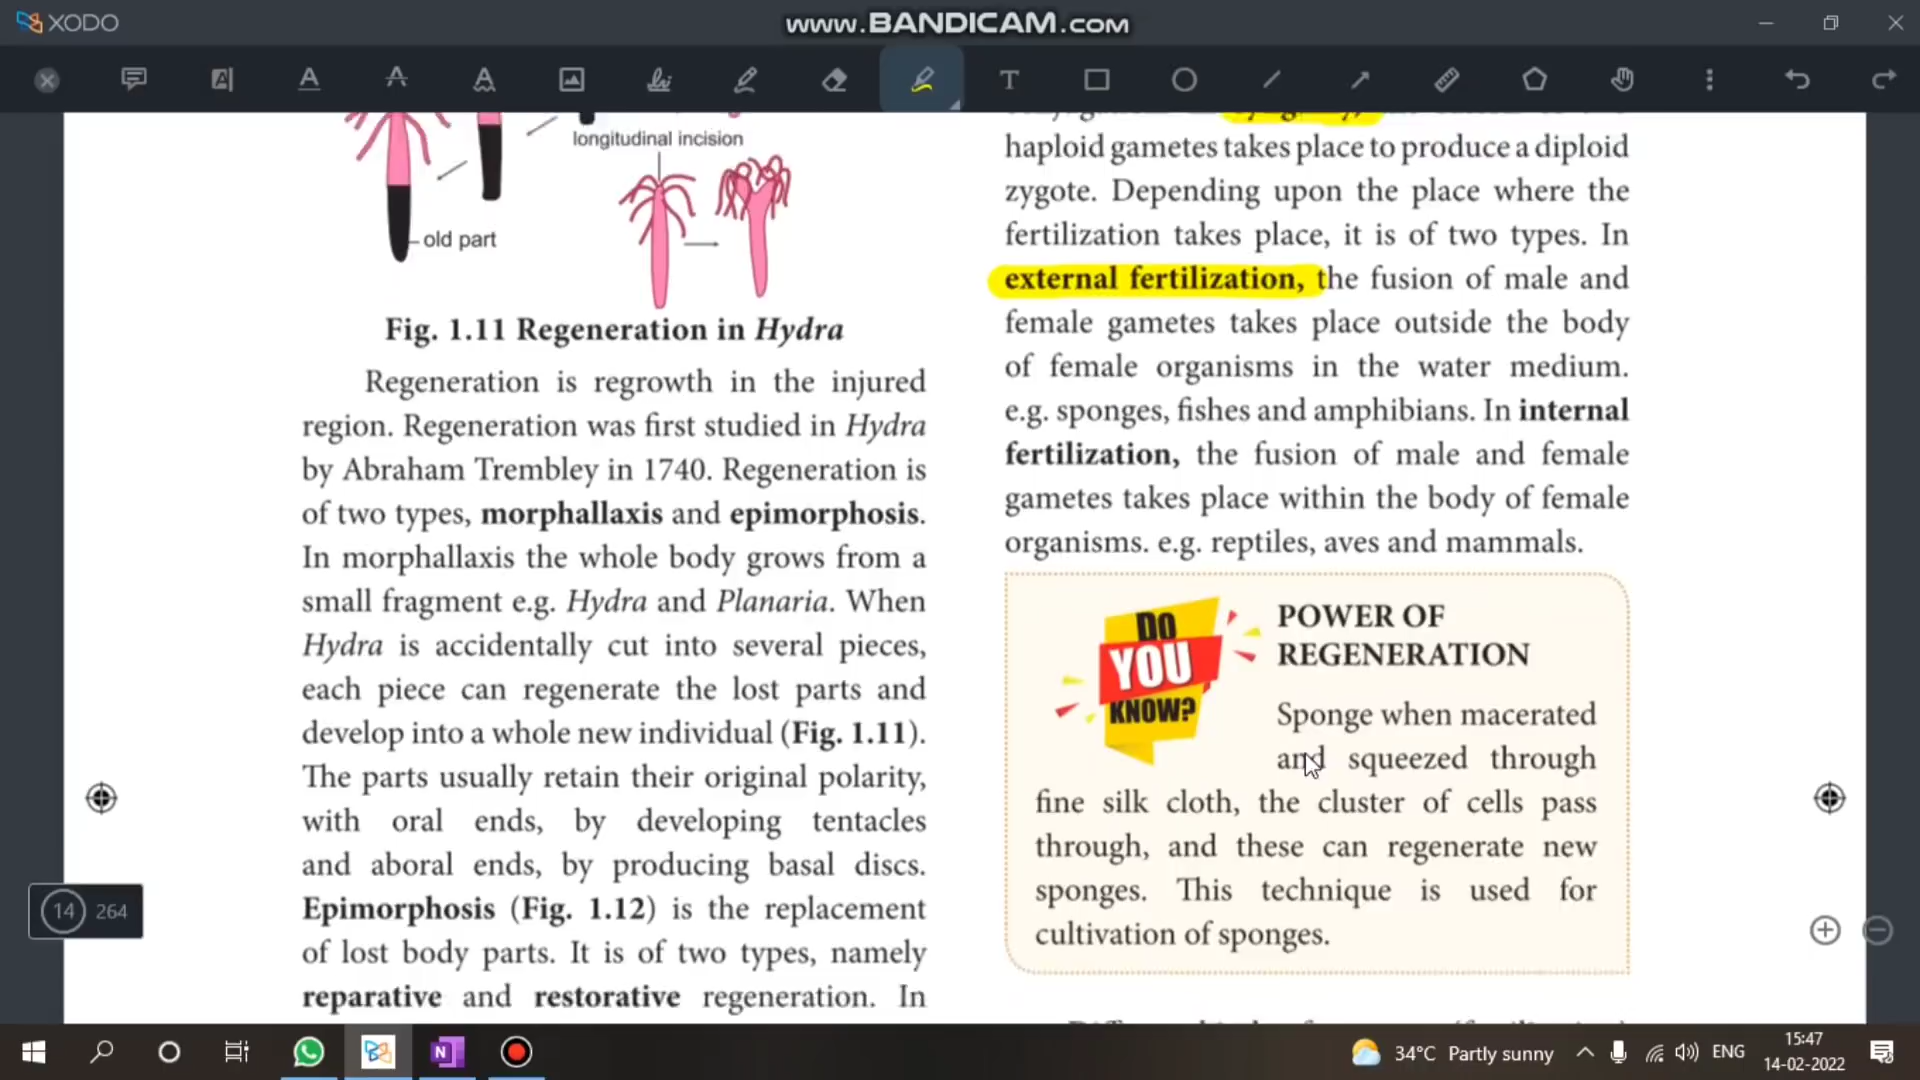 XODO
www.BANDICAM.com
longitudinal incision
old part
Fig. 1.11 Regeneration in Hydra
Regeneration is regrowth in the injured
region. Regeneration was first studied in Hydra
by Abraham Trembley in 1740. Regeneration is
of two types, morphallaxis and epimorphosis.
In morphallaxis the whole body grows from a
small fragment e.g. Hydra and Planaria. When
Hydra is accidentally cut into several pieces,
each piece can regenerate the lost parts and
develop into a whole new individual (Fig. 1.11).
The parts usually retain their original polarity,
with oral ends, by developing tentacles
and aboral ends, by producing basal discs.
Epimorphosis (Fig. 1.12) is the replacement
of lost body parts. It is of two types, namely
reparative and restorative regeneration. In
haploid gametes takes place to produce a diploid
zygote. Depending upon the place where the
fertilization takes place, it is of two types. In
external fertilization, the fusion of male and
female gametes takes place outside the body
of female organisms in the water medium.
e.g. sponges, fishes and amphibians. In internal
fertilization, the fusion of male and female
gametes takes place within the body of female
organisms. e.g. reptiles, aves and mammals.
DO
YOU
KNOW?
POWER OF
REGENERATION
Sponge when macerated
and squeezed through
fine silk cloth, the cluster of cells pass
through, and these can regenerate new
sponges. This technique is used for
cultivation of sponges.
14 264
34°C Partly sunny
ENG
15:47
14-02-2022